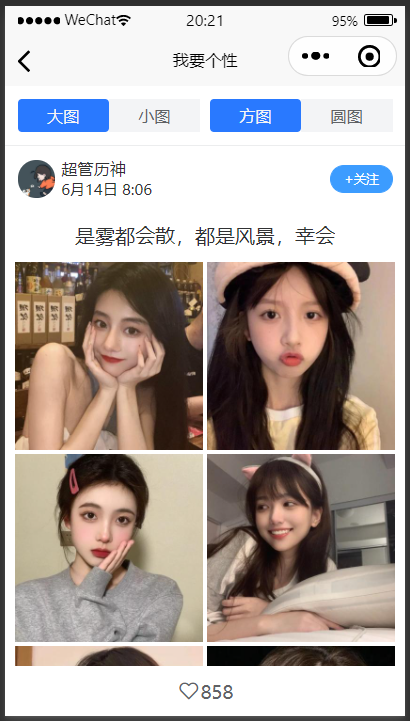 WeChat 20:21 95%
我要个性
大图 小图 方图 圆图
超管历神
6月14日 8:06
+关注
是雾都会散，都是风景，幸会
858